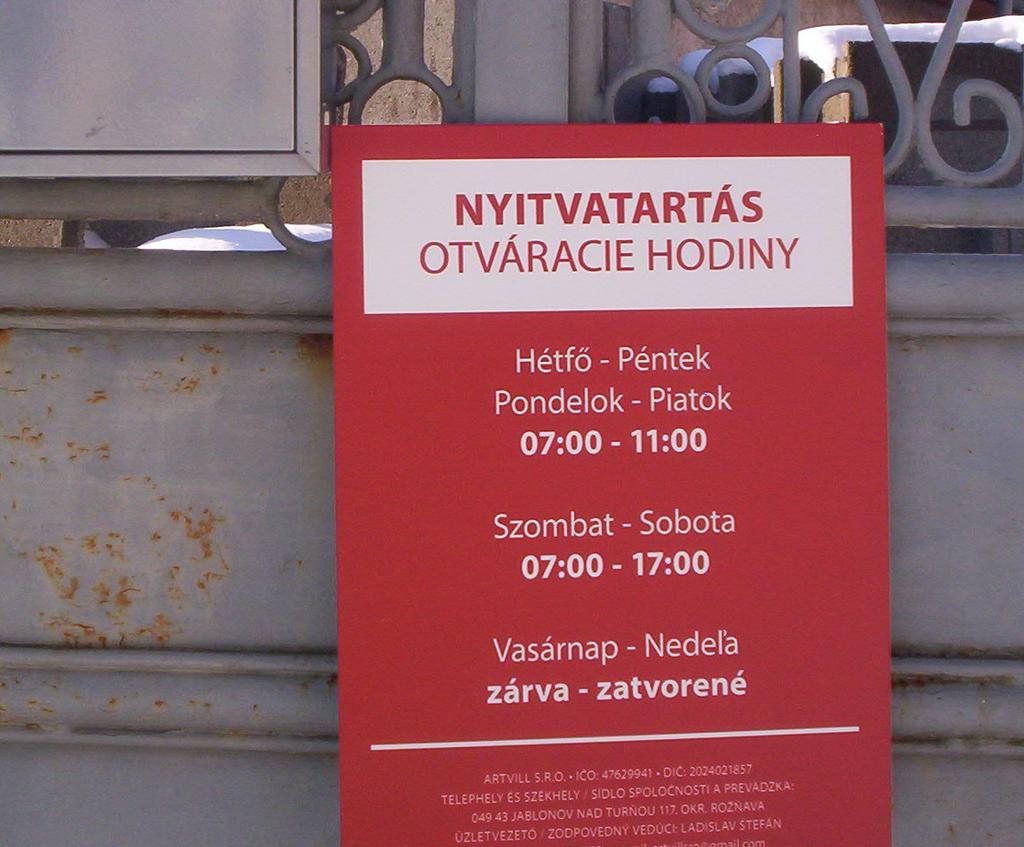 NYITVATARTÁS
OTVÁRACIE HODINY
Hétfő - Péntek
Pondelok - Piatok
07:00 - 11:00
Szombat - Sobota
07:00 - 17:00
Vasárnap - Nedeľa
zárva - zatvorené
ARTVILL S.R.O. • IČO: 47629941 • DIČ: 2024021857
TELEPHELY ÉS SZÉKHELY / SÍDLO SPOLOČNOSTI A PREVÁDZKA:
049 43 JABLONOV NAD TURŇOU 117, OKR. ROŽŇAVA
ÜZLETVEZETŐ / ZODPOVEDNÝ VEDÚCI: LADISLAV ŠTEFÁN